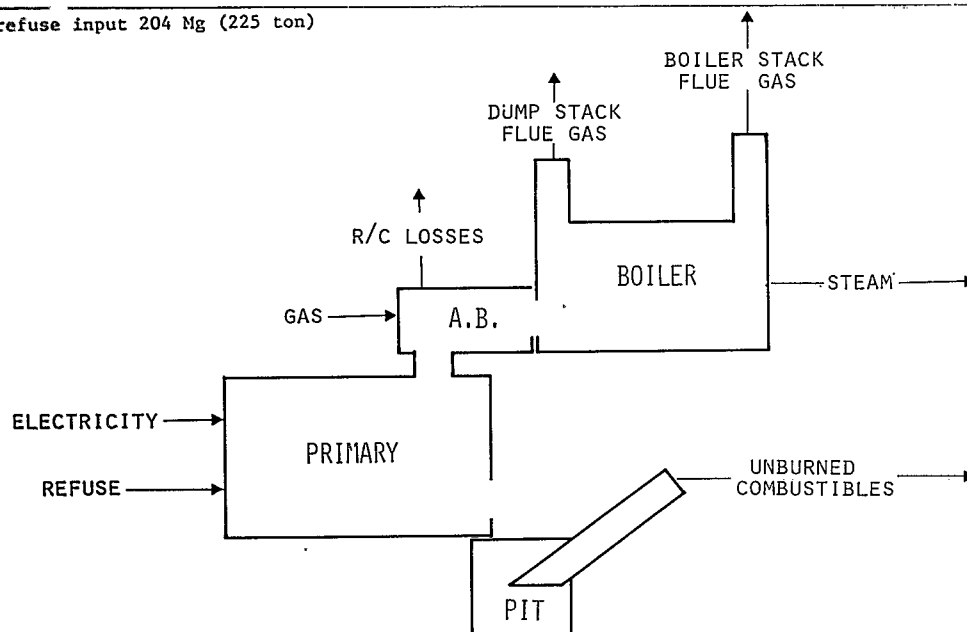 refuse input 204 Mg (225 ton)
BOILER STACK
FLUE GAS
DUMP STACK
FLUE GAS
R/C LOSSES
BOILER
STEAM
GAS
A.B.
ELECTRICITY
PRIMARY
REFUSE
UNBURNED
COMBUSTIBLES
PIT